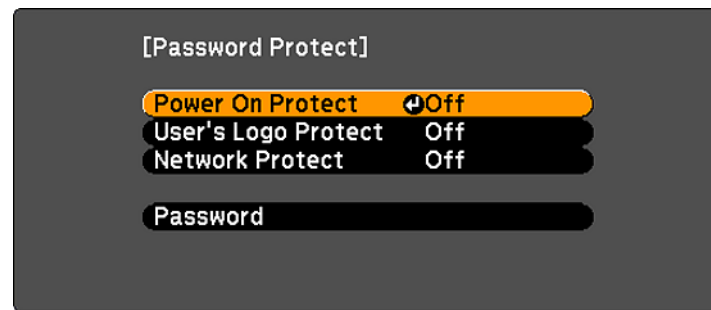 [Password Protect]
Power On Protect Off
User's Logo Protect Off
Network Protect Off
Password